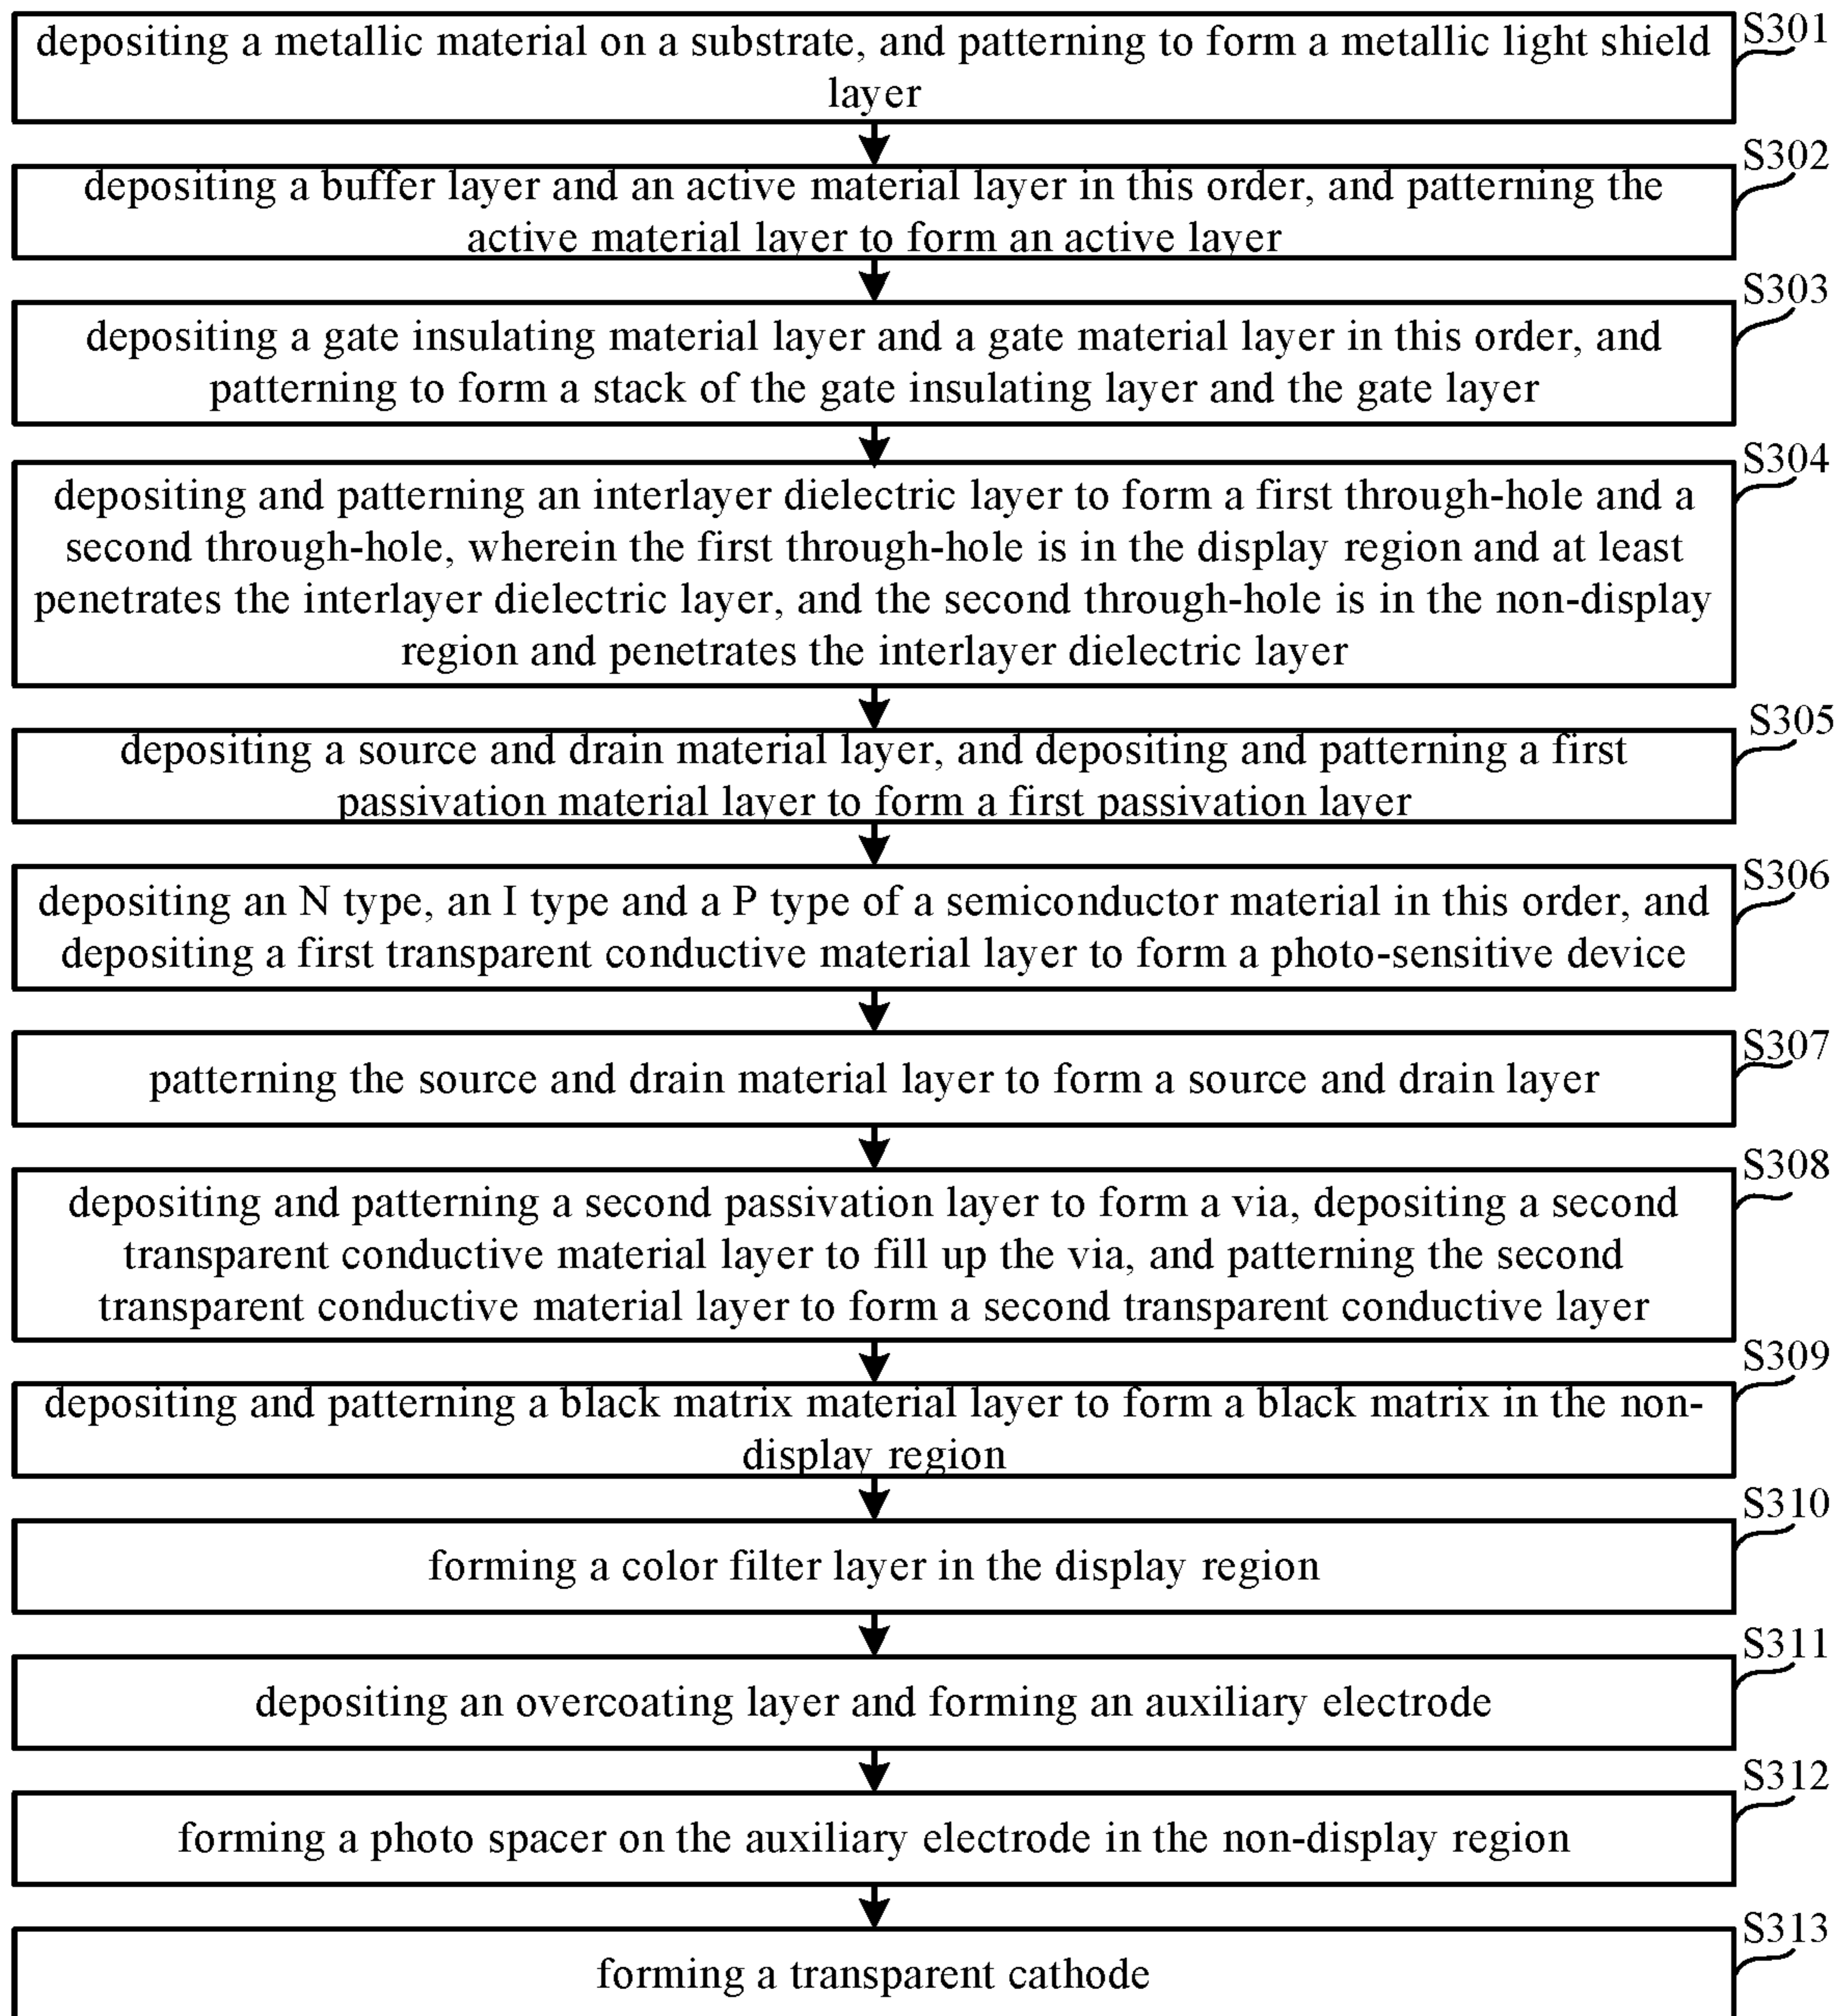 S301
depositing a metallic material on a substrate, and patterning to form a metallic light shield
layer
S302
depositing a buffer layer and an active material layer in this order, and patterning the
active material layer to form an active layer
S303
depositing a gate insulating material layer and a gate material layer in this order, and
patterning to form a stack of the gate insulating layer and the gate layer
S304
depositing and patterning an interlayer dielectric layer to form a first through-hole and a
second through-hole, wherein the first through-hole is in the display region and at least
penetrates the interlayer dielectric layer, and the second through-hole is in the non-display
region and penetrates the interlayer dielectric layer
S305
depositing a source and drain material layer, and depositing and patterning a first
passivation material layer to form a first passivation layer
S306
depositing an N type, an I type and a P type of a semiconductor material in this order, and
depositing a first transparent conductive material layer to form a photo-sensitive device
S307
patterning the source and drain material layer to form a source and drain layer
S308
depositing and patterning a second passivation layer to form a via, depositing a second
transparent conductive material layer to fill up the via, and patterning the second
transparent conductive material layer to form a second transparent conductive layer
S309
depositing and patterning a black matrix material layer to form a black matrix in the non-
display region
S310
forming a color filter layer in the display region
S311
depositing an overcoating layer and forming an auxiliary electrode
S312
forming a photo spacer on the auxiliary electrode in the non-display region
S313
forming a transparent cathode